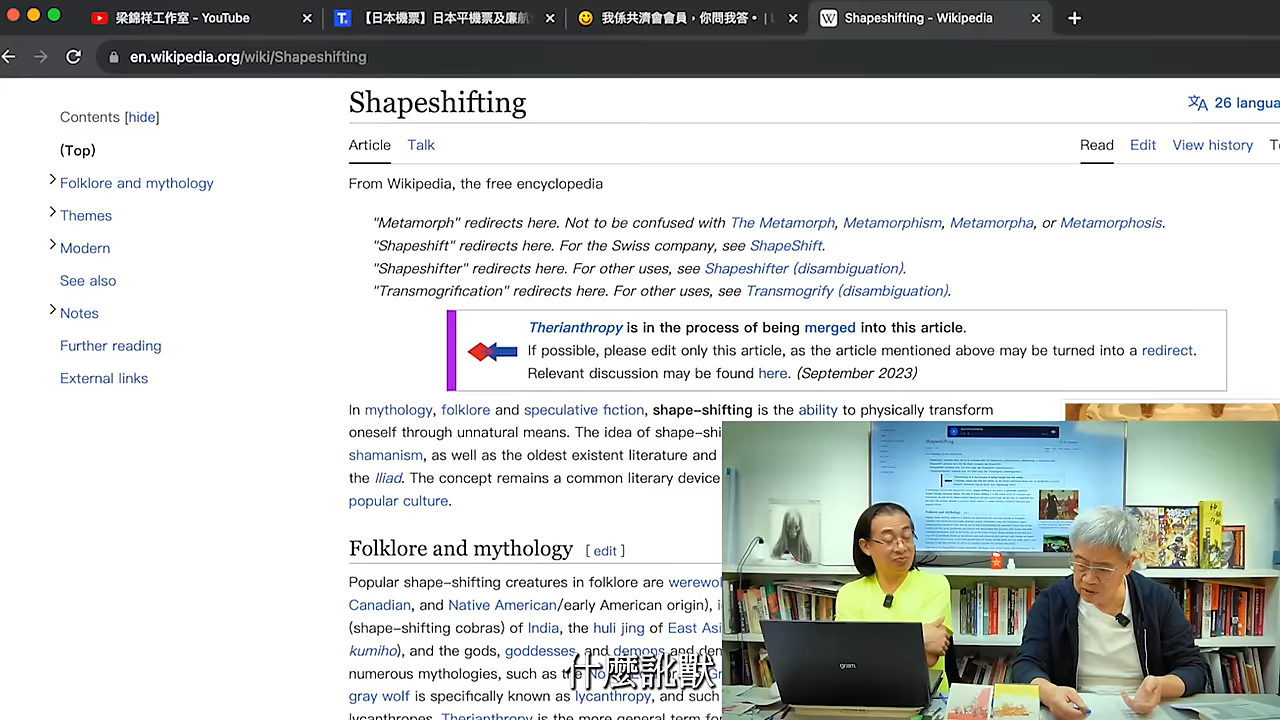 梁錦祥工作室 - YouTube
T. 【日本機票】日本平機票及廉航
我係共濟會會員，你問我答。 |
W Shapeshifting - Wikipedia
en.wikipedia.org/wiki/Shapeshifting
Shapeshifting
26 langua
Contents [hide]
Article Talk
Read Edit View history
(Top)
Folklore and mythology
Themes
Modern
See also
Notes
Further reading
External links
From Wikipedia, the free encyclopedia
"Metamorph" redirects here. Not to be confused with The Metamorph, Metamorphism, Metamorpha, or Metamorphosis.
"Shapeshift" redirects here. For the Swiss company, see ShapeShift.
"Shapeshifter" redirects here. For other uses, see Shapeshifter (disambiguation).
"Transmogrification" redirects here. For other uses, see Transmogrify (disambiguation).
Therianthropy is in the process of being merged into this article.
If possible, please edit only this article, as the article mentioned above may be turned into a redirect.
Relevant discussion may be found here. (September 2023)
In mythology, folklore and speculative fiction, shape-shifting is the ability to physically transform
oneself through unnatural means. The idea of shape-shi
shamanism, as well as the oldest existent literature and
the Iliad. The concept remains a common literary de
popular culture.
Folklore and mythology [ edit ]
Popular shape-shifting creatures in folklore are werewol
Canadian, and Native American/early American origin), i
(shape-shifting cobras) of India, the huli jing of East Asi
kumiho), and the gods, goddesses, and demons and dem
numerous mythologies, such as the No
gray wolf is specifically known as lycanthropy, and such
lycanthropes. Therianthropy is the more general term for
什麼訛獸
gram